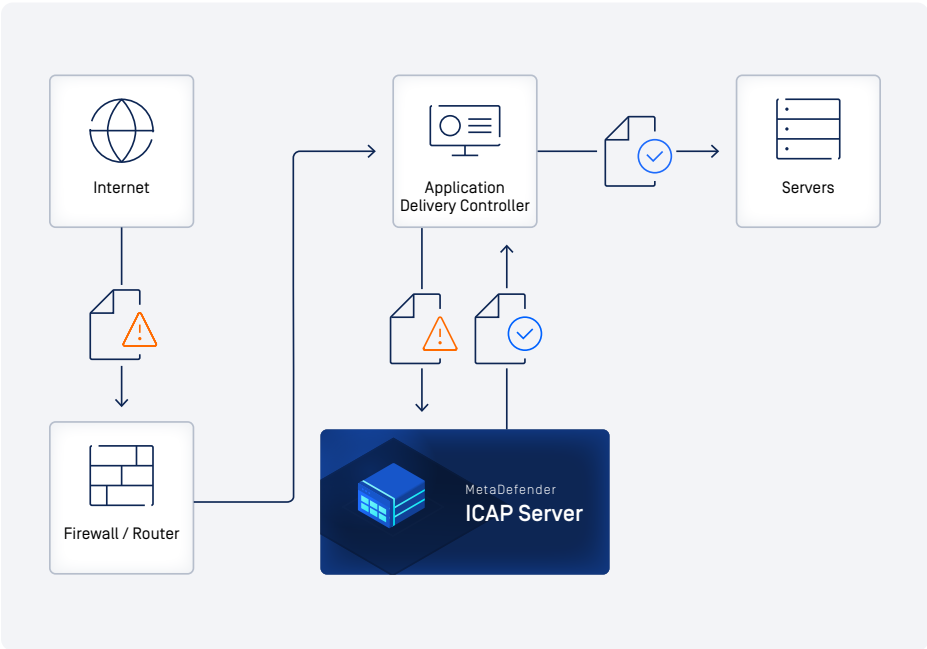 Internet
Application
Delivery Controller
Servers
Firewall / Router
MetaDefender
ICAP Server